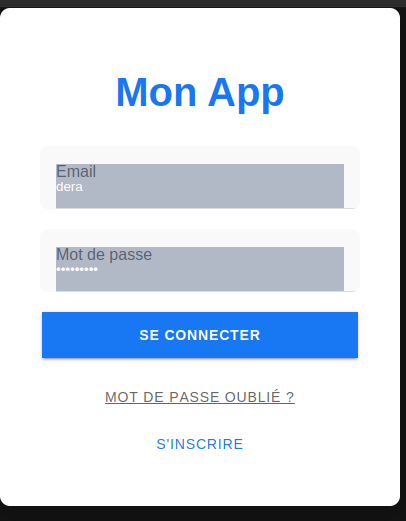 Mon App
Email
dera
Mot de passe
•••••••••
SE CONNECTER
MOT DE PASSE OUBLIÉ ?
S'INSCRIRE